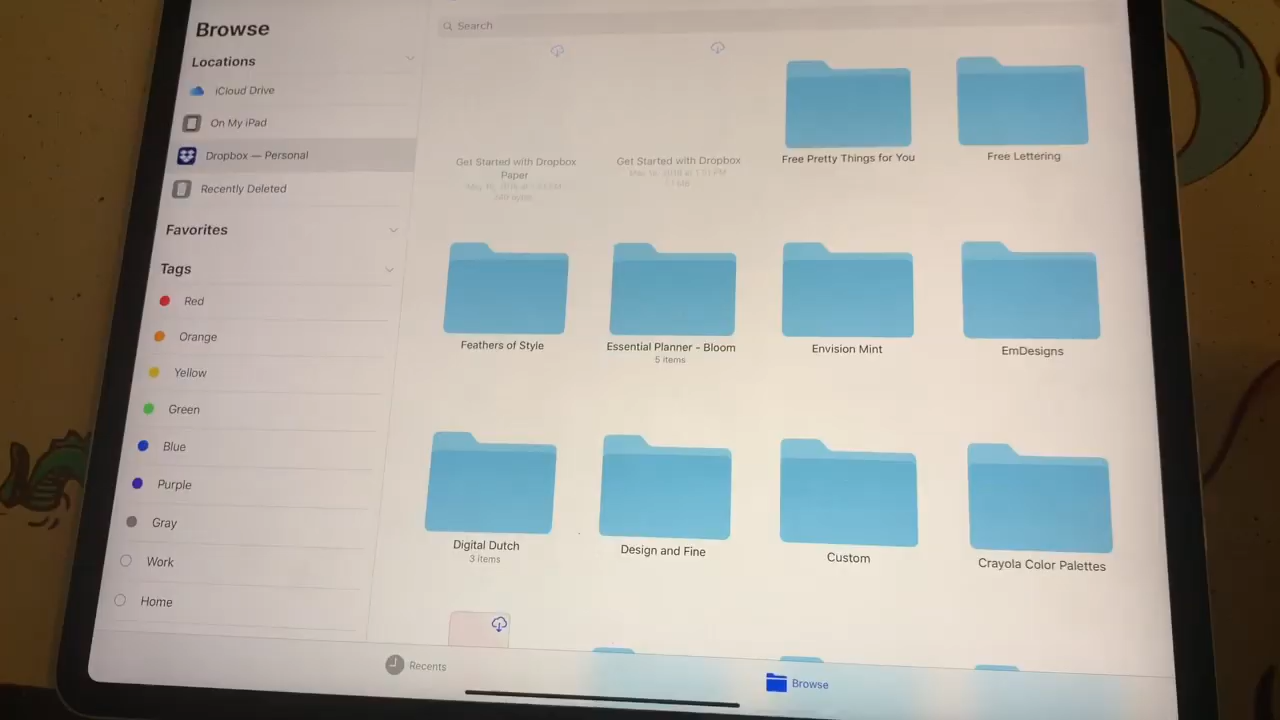 Browse
Locations
iCloud Drive
On My iPad
Dropbox — Personal
Recently Deleted
Favorites
Tags
Red
Orange
Yellow
Green
Blue
Purple
Gray
Work
Home
Search
Get Started with Dropbox
Paper
Get Started with Dropbox
Free Pretty Things for You
Free Lettering
Feathers of Style
Essential Planner - Bloom
5 items
Envision Mint
EmDesigns
Digital Dutch
3 items
Design and Fine
Custom
Crayola Color Palettes
Recents
Browse